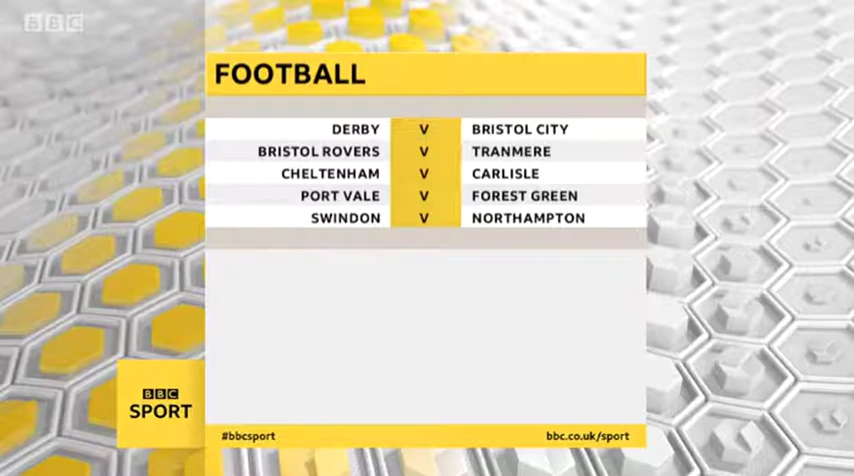 BBC
FOOTBALL
DERBY V BRISTOL CITY
BRISTOL ROVERS V TRANMERE
CHELTENHAM V CARLISLE
PORT VALE V FOREST GREEN
SWINDON V NORTHAMPTON
BBC
SPORT
#bbcsport bbc.co.uk/sport